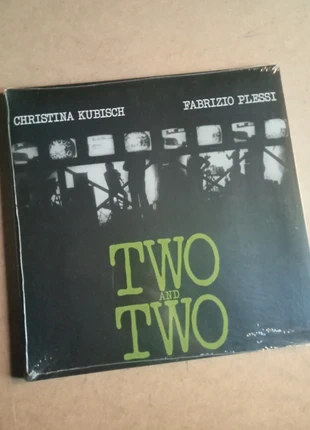 CHRISTINA KUBISCH FABRIZIO PLESSI
TWO
AND
TWO